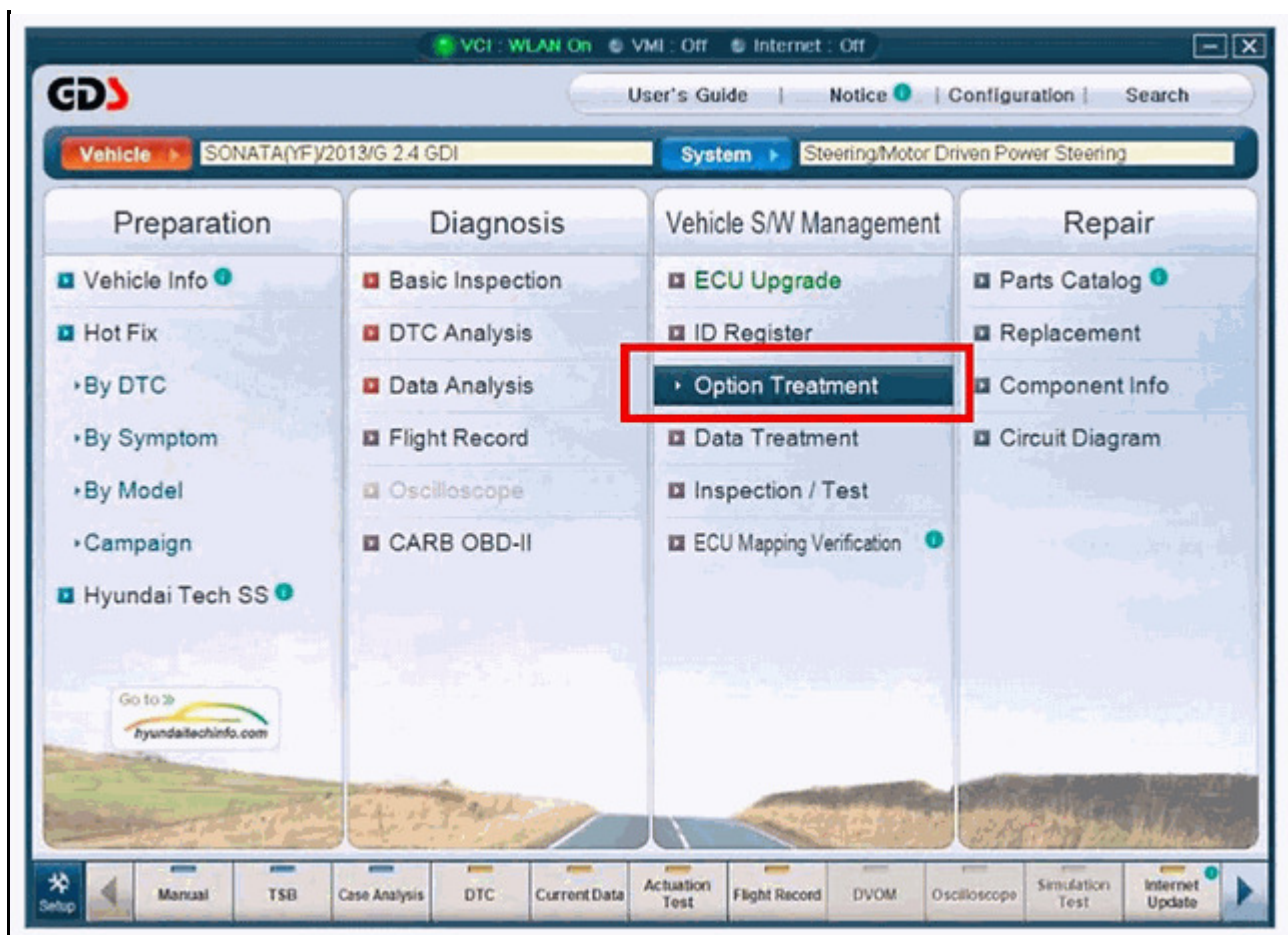 VCI : WLAN On VMI : Off Internet : Off
GDS
User's Guide | Notice i | Configuration | Search
Vehicle SONATA(YF)/2013/G 2.4 GDI System Steering/Motor Driven Power Steering
Preparation
Vehicle Info i
Hot Fix
By DTC
By Symptom
By Model
Campaign
Hyundai Tech SS i
Go to »
hyundaitechinfo.com
Diagnosis
Basic Inspection
DTC Analysis
Data Analysis
Flight Record
Oscilloscope
CARB OBD-II
Vehicle S/W Management
ECU Upgrade
ID Register
Option Treatment
Data Treatment
Inspection / Test
ECU Mapping Verification i
Repair
Parts Catalog i
Replacement
Component Info
Circuit Diagram
Setup
Manual
TSB
Case Analysis
DTC
Current Data
Actuation
Test
Flight Record
DVOM
Oscilloscope
Simulation
Test
Internet
Update